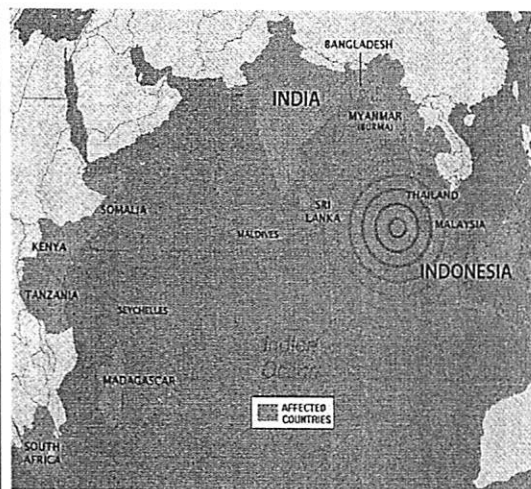 BANGLADESH
INDIA
MYANMAR
(BURMA)
THAILAND
SRI
LANKA
MALAYSIA
SOMALIA
MALDIVES
KENYA
INDONESIA
TANZANIA
SEYCHELLES
Indian
Ocean
MADAGASCAR
AFFECTED
COUNTRIES
SOUTH
AFRICA